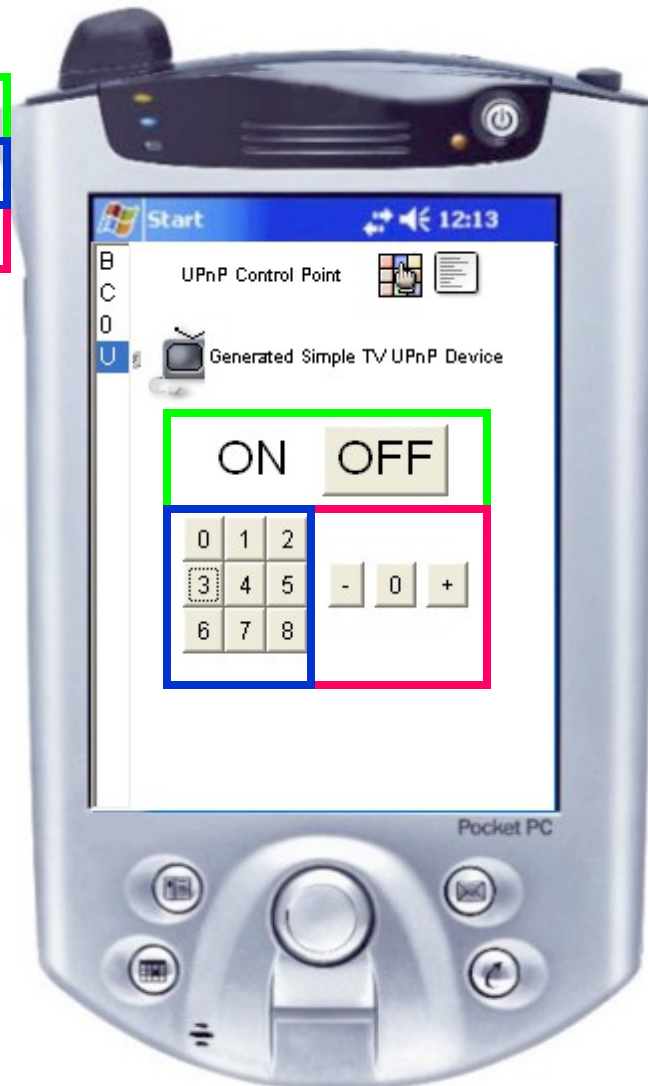 Start 12:13
B
C
0
U
UPnP Control Point
Generated Simple TV UPnP Device
ON OFF
0 1 2
3 4 5 - 0 +
6 7 8
Pocket PC